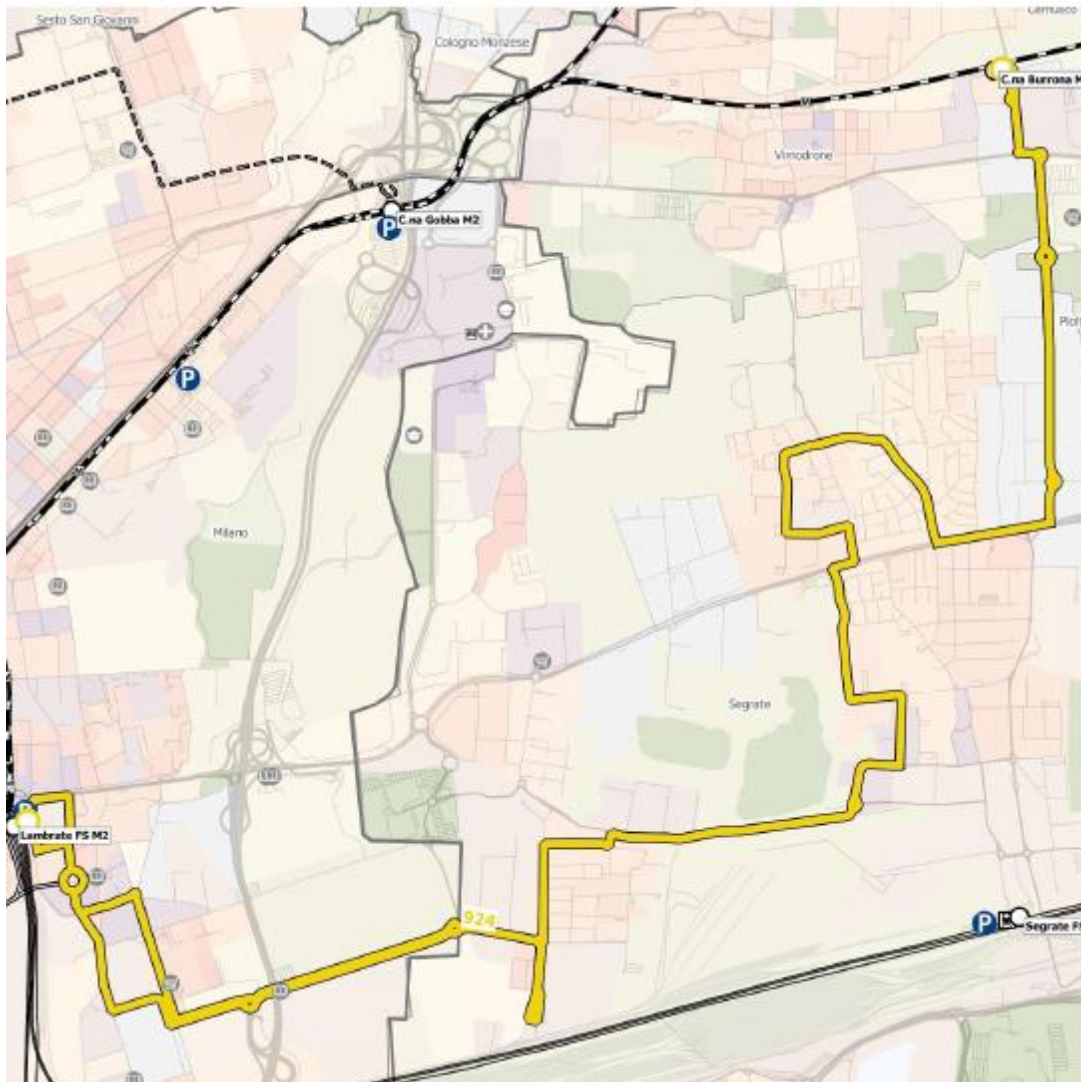 Sesto San Giovanni
Cologno Monzese
C.na Burrona M
Vimodrone
C.na Gobba M2
P
P
Milano
Segrate
Lambrate FS M2
924
P
Segrate FS